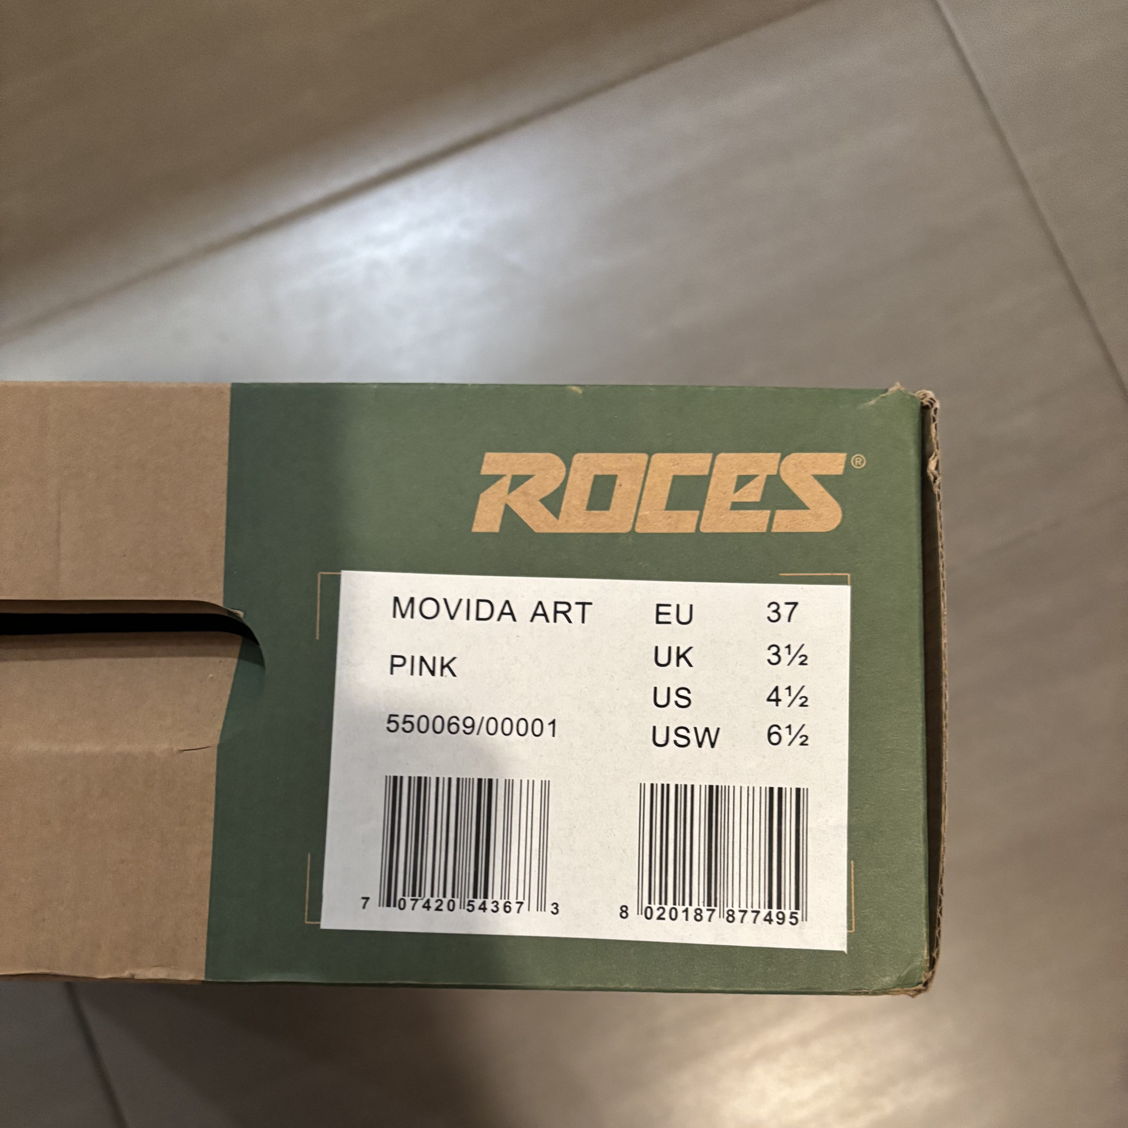 ROCES®
MOVIDA ART
PINK
550069/00001
EU 37
UK 3½
US 4½
USW 6½
7 07420 54367 3
8 020187 877495